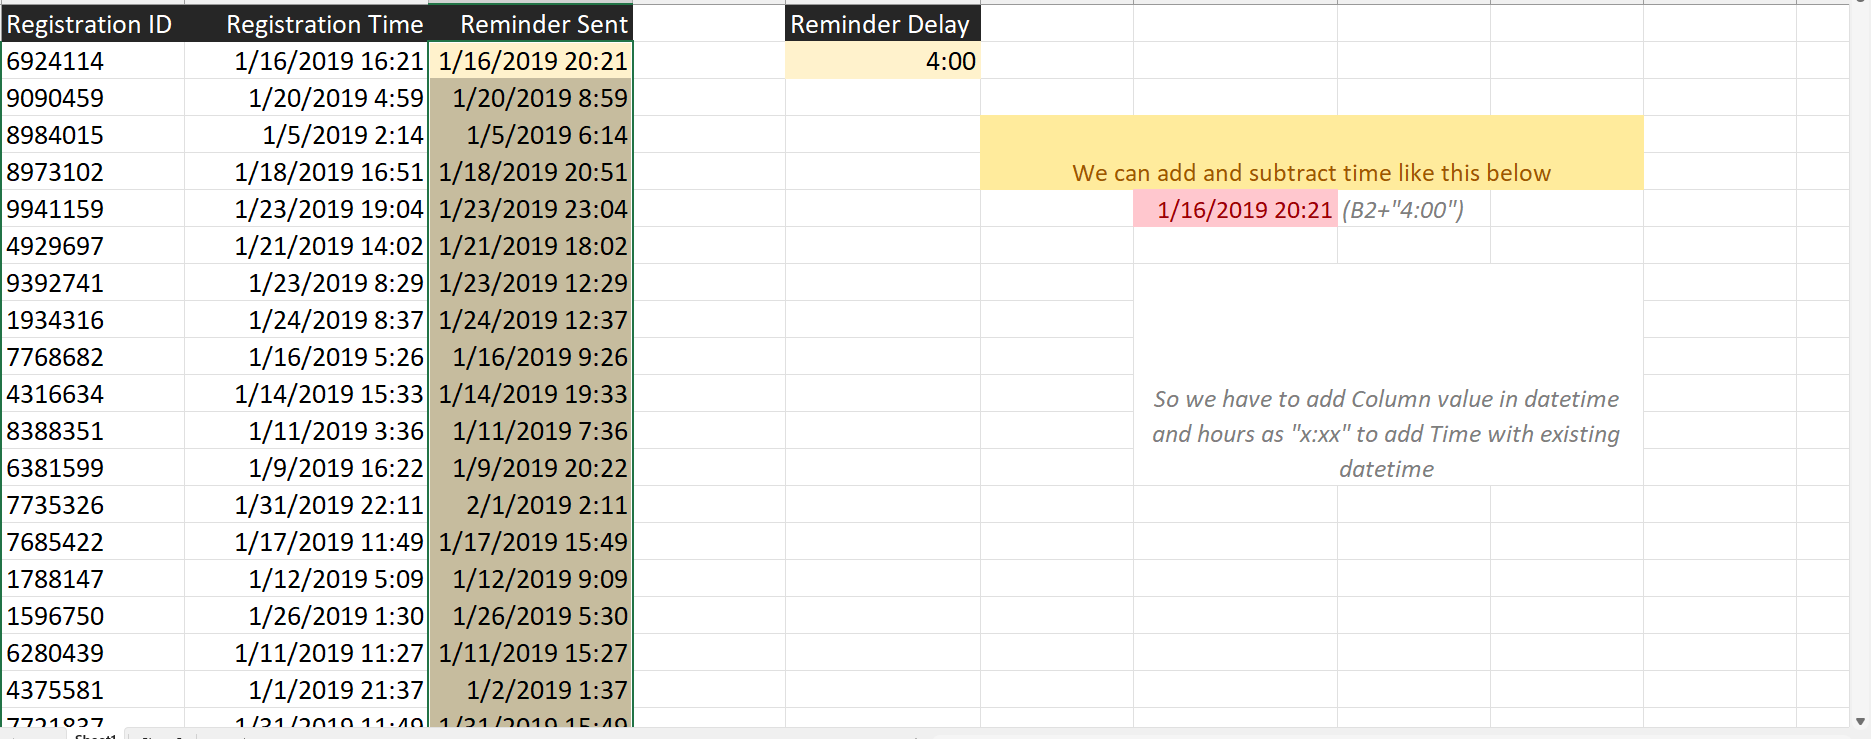 Registration ID Registration Time Reminder Sent Reminder Delay
6924114 1/16/2019 16:21 1/16/2019 20:21 4:00
9090459 1/20/2019 4:59 1/20/2019 8:59
8984015 1/5/2019 2:14 1/5/2019 6:14
8973102 1/18/2019 16:51 1/18/2019 20:51 We can add and subtract time like this below
9941159 1/23/2019 19:04 1/23/2019 23:04 1/16/2019 20:21 (B2+"4:00")
4929697 1/21/2019 14:02 1/21/2019 18:02
9392741 1/23/2019 8:29 1/23/2019 12:29
1934316 1/24/2019 8:37 1/24/2019 12:37
7768682 1/16/2019 5:26 1/16/2019 9:26
4316634 1/14/2019 15:33 1/14/2019 19:33 So we have to add Column value in datetime
8388351 1/11/2019 3:36 1/11/2019 7:36 and hours as "x:xx" to add Time with existing
6381599 1/9/2019 16:22 1/9/2019 20:22 datetime
7735326 1/31/2019 22:11 2/1/2019 2:11
7685422 1/17/2019 11:49 1/17/2019 15:49
1788147 1/12/2019 5:09 1/12/2019 9:09
1596750 1/26/2019 1:30 1/26/2019 5:30
6280439 1/11/2019 11:27 1/11/2019 15:27
4375581 1/1/2019 21:37 1/2/2019 1:37
7721837 1/31/2019 11:49 1/31/2019 15:49
Sheet1